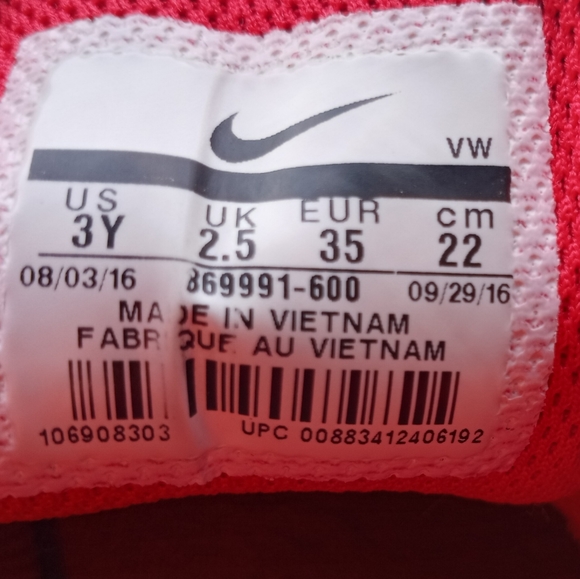 VW
US UK EUR cm
3Y 2.5 35 22
08/03/16 869991-600 09/29/16
MADE IN VIETNAM
FABRIQUE AU VIETNAM
106908303 UPC 00883412406192